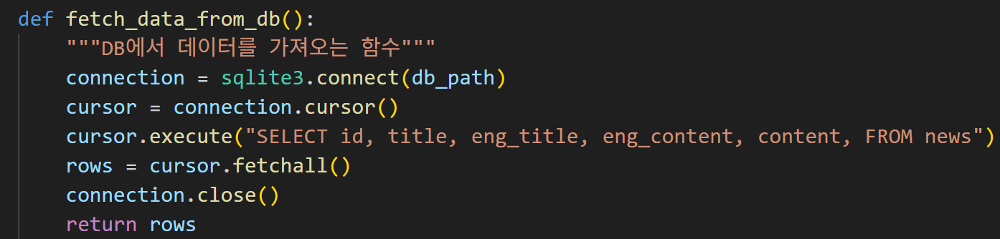 def fetch_data_from_db():
    """DB에서 데이터를 가져오는 함수"""
    connection = sqlite3.connect(db_path)
    cursor = connection.cursor()
    cursor.execute("SELECT id, title, eng_title, eng_content, content, FROM news")
    rows = cursor.fetchall()
    connection.close()
    return rows